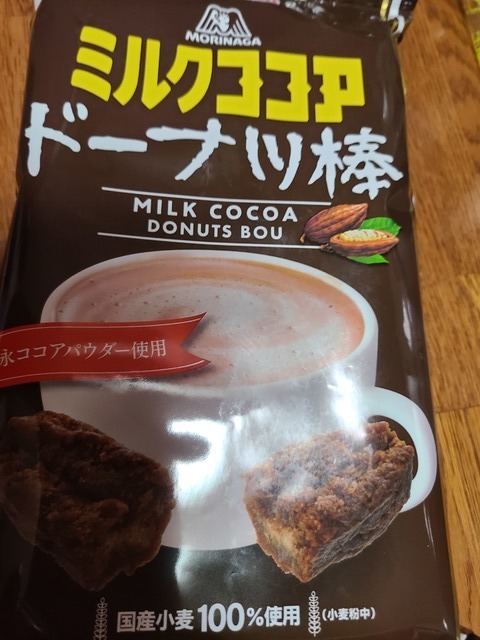 MORINAGA
ミルクココア
ドーナツ棒
MILK COCOA
DONUTS BOU
永ココアパウダー使用
国産小麦100%使用 (小麦粉中)